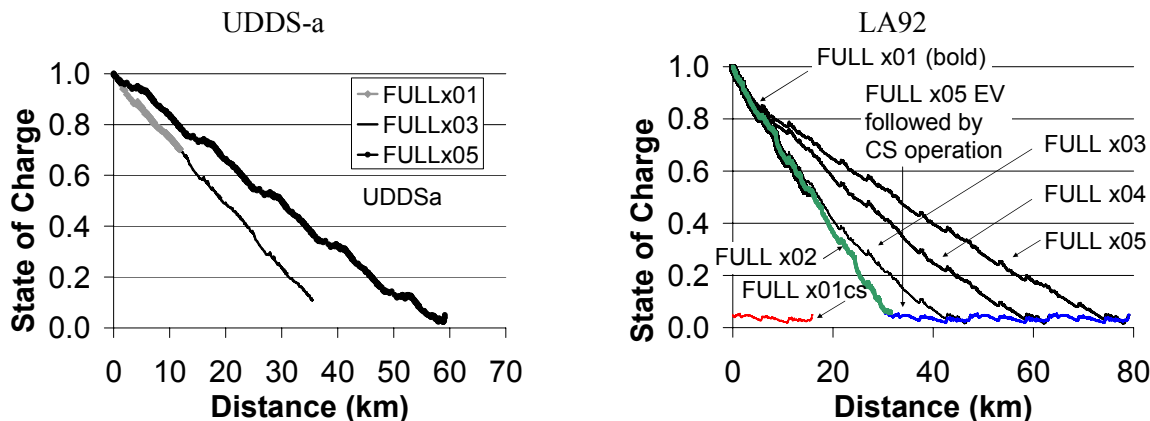 UDDS-a
State of Charge
1.0
0.8
0.6
0.4
0.2
0.0
FULLx01
FULLx03
FULLx05
UDDSa
0 10 20 30 40 50 60 70
Distance (km)
LA92
State of Charge
1.0
0.8
0.6
0.4
0.2
0.0
FULL x01 (bold)
FULL x05 EV
followed by
CS operation
FULL x03
FULL x04
FULL x05
FULL x02
FULL x01cs
0 20 40 60 80
Distance (km)